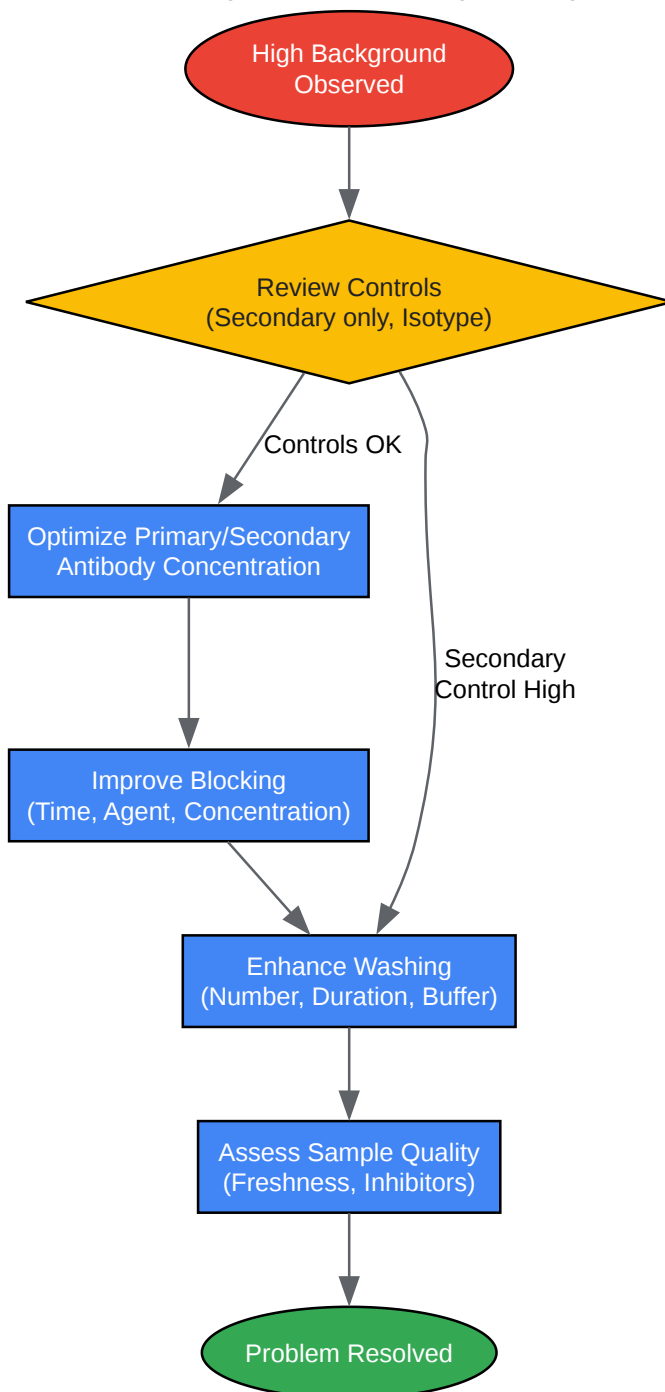 High Background
Observed
Review Controls
(Secondary only, Isotype)
Controls OK
Optimize Primary/Secondary
Antibody Concentration
Secondary
Control High
Improve Blocking
(Time, Agent, Concentration)
Enhance Washing
(Number, Duration, Buffer)
Assess Sample Quality
(Freshness, Inhibitors)
Problem Resolved